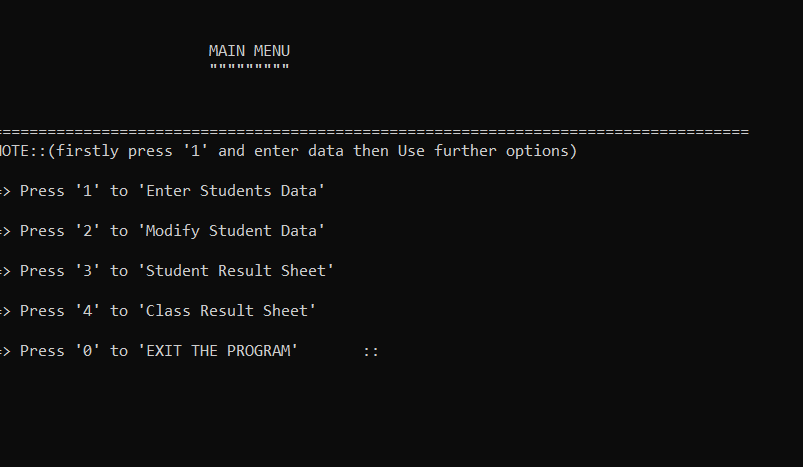 MAIN MENU
"""""""""
===================================================================================
OTE::(firstly press '1' and enter data then Use further options)
=> Press '1' to 'Enter Students Data'
=> Press '2' to 'Modify Student Data'
=> Press '3' to 'Student Result Sheet'
=> Press '4' to 'Class Result Sheet'
=> Press '0' to 'EXIT THE PROGRAM' ::